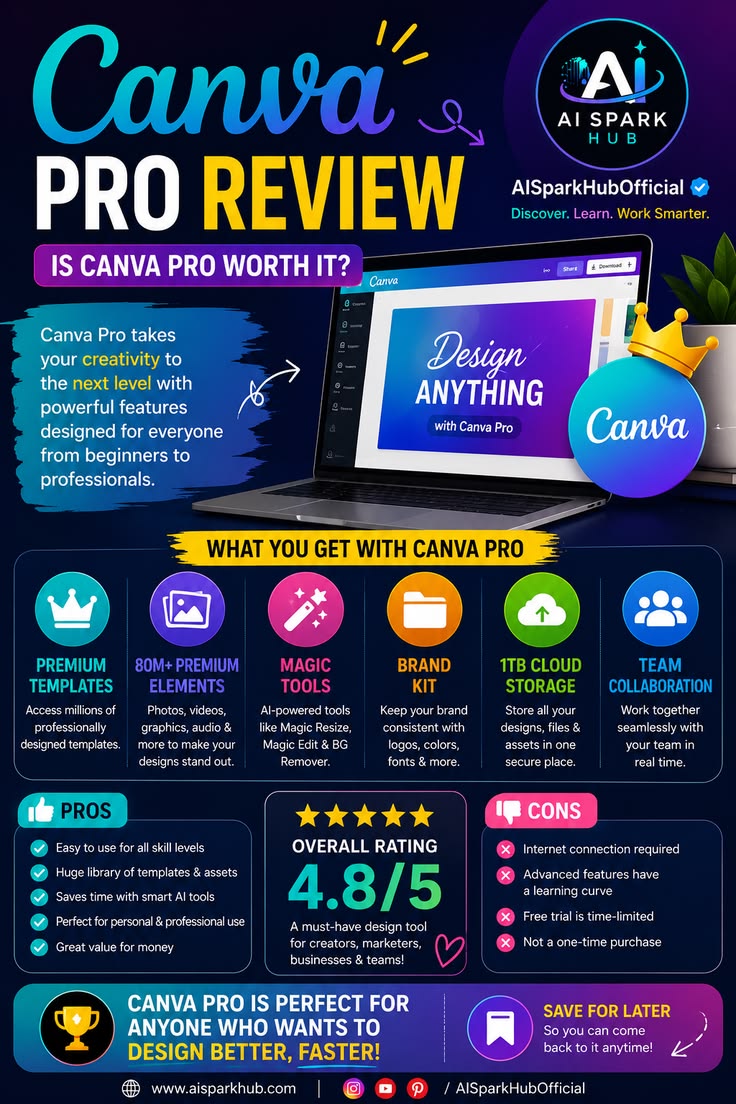 Canva
PRO REVIEW
IS CANVA PRO WORTH IT?
AI
AI SPARK
HUB
AISparkHubOfficial
Discover. Learn. Work Smarter.
Canva Pro takes
your creativity to
the next level with
powerful features
designed for everyone
from beginners to
professionals.
Canva
Share
Download
Design
ANYTHING
with Canva Pro
Canva
WHAT YOU GET WITH CANVA PRO
PREMIUM
TEMPLATES
Access millions of
professionally
designed templates.
80M+ PREMIUM
ELEMENTS
Photos, videos,
graphics, audio &
more to make your
designs stand out.
MAGIC
TOOLS
AI-powered tools
like Magic Resize,
Magic Edit & BG
Remover.
BRAND
KIT
Keep your brand
consistent with
logos, colors,
fonts & more.
1TB CLOUD
STORAGE
Store all your
designs, files &
assets in one
secure place.
TEAM
COLLABORATION
Work together
seamlessly with
your team in
real time.
PROS
Easy to use for all skill levels
Huge library of templates & assets
Saves time with smart AI tools
Perfect for personal & professional use
Great value for money
OVERALL RATING
4.8/5
A must-have design tool
for creators, marketers,
businesses & teams!
CONS
Internet connection required
Advanced features have
a learning curve
Free trial is time-limited
Not a one-time purchase
CANVA PRO IS PERFECT FOR
ANYONE WHO WANTS TO
DESIGN BETTER, FASTER!
SAVE FOR LATER
So you can come
back to it anytime!
www.aisparkhub.com | / AISparkHubOfficial